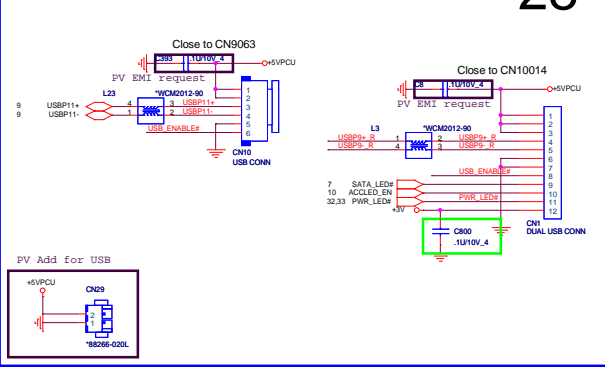 Close to CN9063
C393 .1U/10V_4
+5VPCU
PV EMI request
L23 *WCM2012-90
9 USBP11+ 4 3 USBP11+
9 USBP11- 1 2 USBP11-
USB_ENABLE#
1
2
3
4
5
6
CN10
USB CONN
Close to CN10014
C8 .1U/10V_4
+5VPCU
PV EMI request
L3 *WCM2012-90
USBP9+_R 1 2 USBP9+_R
USBP9-_R 4 3 USBP9-_R
USB_ENABLE#
7 SATA_LED#
10 ACCLED_EN
32,33 PWR_LED# PWR_LED#
+3V
1
2
3
4
5
6
7
8
9
10
11
12
CN1
DUAL USB CONN
C800
.1U/10V_4
PV Add for USB
+5VPCU
CN29
2
1
*88266-020L